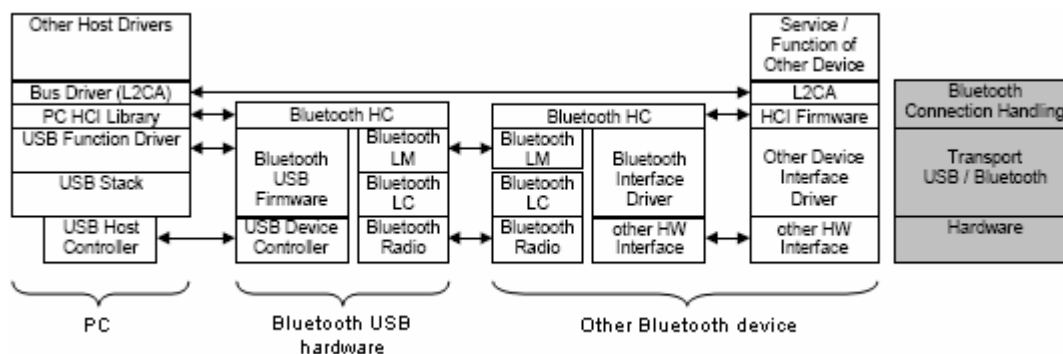 Other Host Drivers
Bus Driver (L2CA)
PC HCI Library
USB Function Driver
USB Stack
USB Host
Controller
PC
Bluetooth HC
Bluetooth
USB
Firmware
USB Device
Controller
Bluetooth
LM
Bluetooth
LC
Bluetooth
Radio
Bluetooth USB
hardware
Bluetooth HC
Bluetooth
LM
Bluetooth
LC
Bluetooth
Radio
Bluetooth
Interface
Driver
other HW
Interface
Service /
Function of
Other Device
L2CA
HCI Firmware
Other Device
Interface
Driver
other HW
Interface
Other Bluetooth device
Bluetooth
Connection Handling
Transport
USB / Bluetooth
Hardware